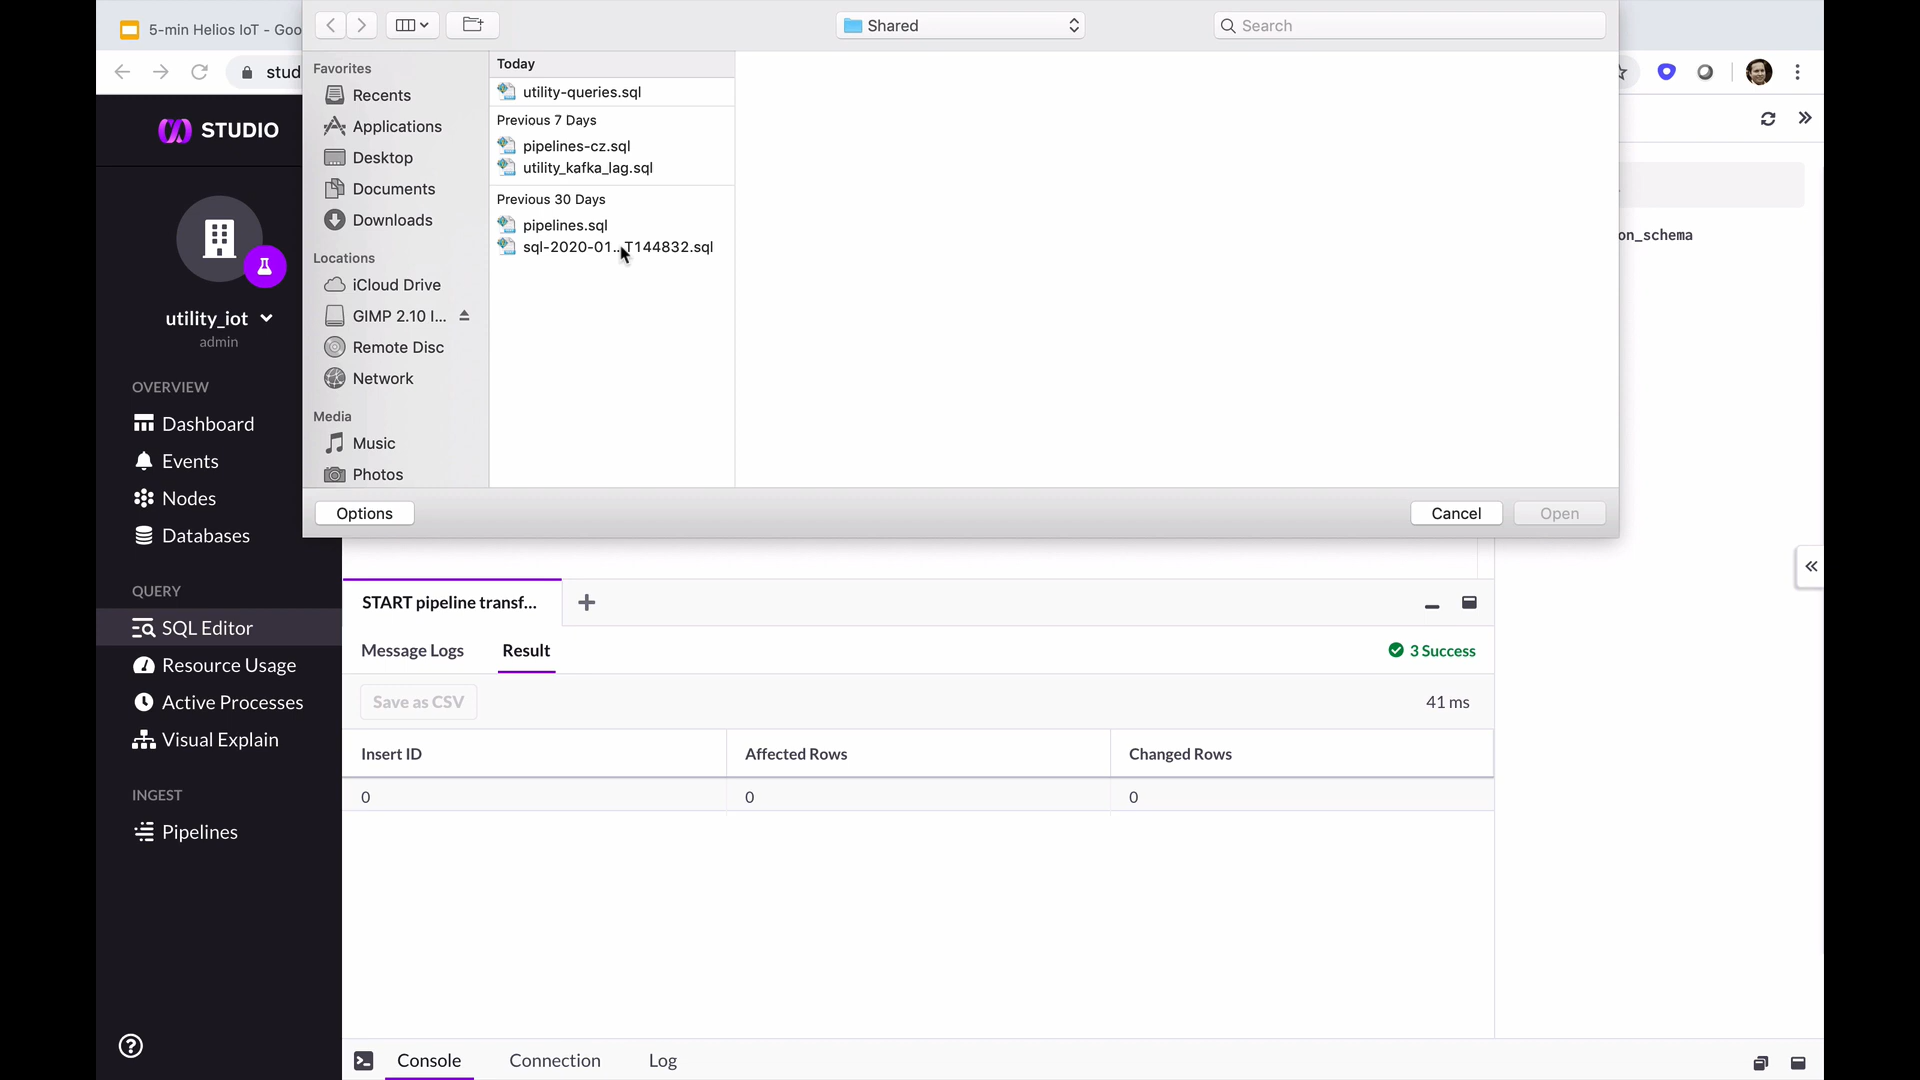 5-min Helios IoT - Goo
stud
Shared
Search
Favorites
Recents
Applications
Desktop
Documents
Downloads
Locations
iCloud Drive
GIMP 2.10 I...
Remote Disc
Network
Media
Music
Photos
Today
utility-queries.sql
Previous 7 Days
pipelines-cz.sql
utility_kafka_lag.sql
Previous 30 Days
pipelines.sql
sql-2020-01...T144832.sql
Options
Cancel
Open
STUDIO
utility_iot
admin
OVERVIEW
Dashboard
Events
Nodes
Databases
QUERY
SQL Editor
Resource Usage
Active Processes
Visual Explain
INGEST
Pipelines
on_schema
START pipeline transf...
Message Logs
Result
3 Success
Save as CSV
41 ms
Insert ID
Affected Rows
Changed Rows
0
0
0
Console
Connection
Log